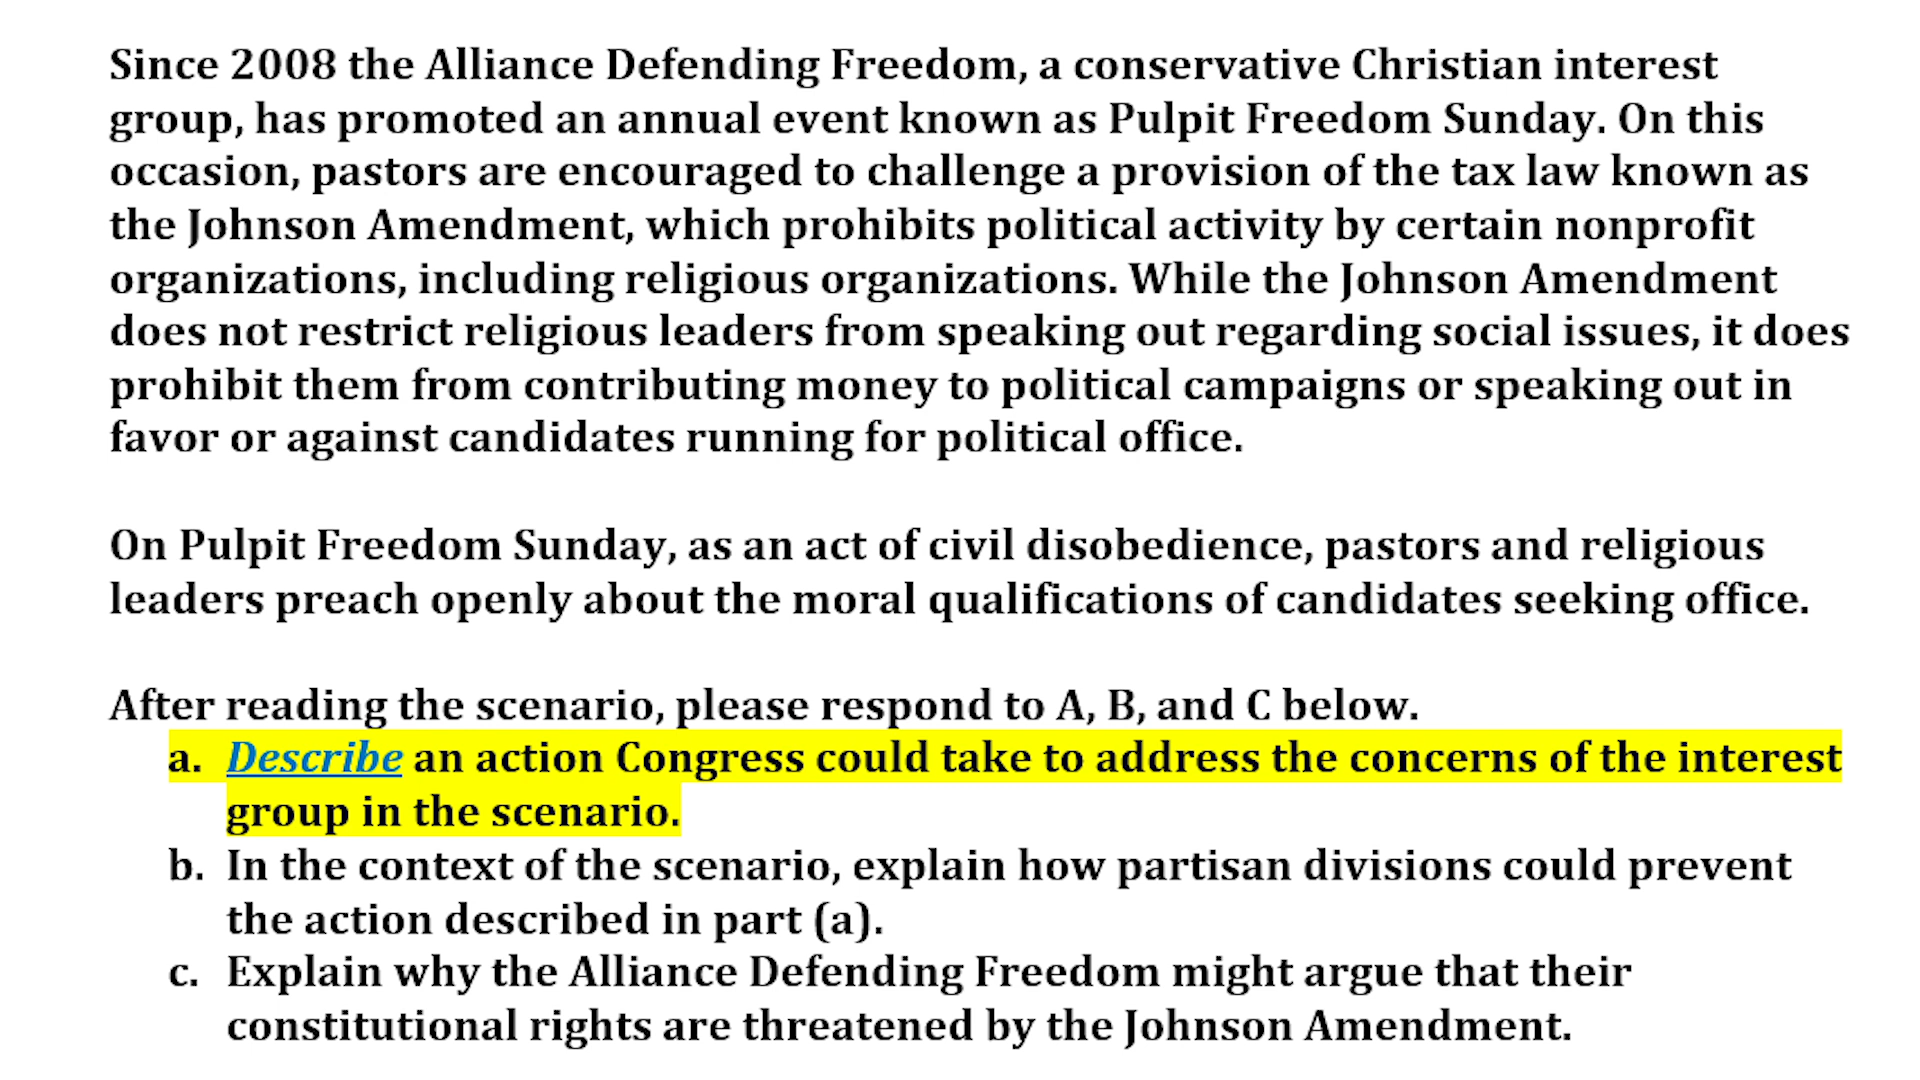 Since 2008 the Alliance Defending Freedom, a conservative Christian interest
group, has promoted an annual event known as Pulpit Freedom Sunday. On this
occasion, pastors are encouraged to challenge a provision of the tax law known as
the Johnson Amendment, which prohibits political activity by certain nonprofit
organizations, including religious organizations. While the Johnson Amendment
does not restrict religious leaders from speaking out regarding social issues, it does
prohibit them from contributing money to political campaigns or speaking out in
favor or against candidates running for political office.
On Pulpit Freedom Sunday, as an act of civil disobedience, pastors and religious
leaders preach openly about the moral qualifications of candidates seeking office.
After reading the scenario, please respond to A, B, and C below.
a. Describe an action Congress could take to address the concerns of the interest
group in the scenario.
b. In the context of the scenario, explain how partisan divisions could prevent
the action described in part (a).
c. Explain why the Alliance Defending Freedom might argue that their
constitutional rights are threatened by the Johnson Amendment.